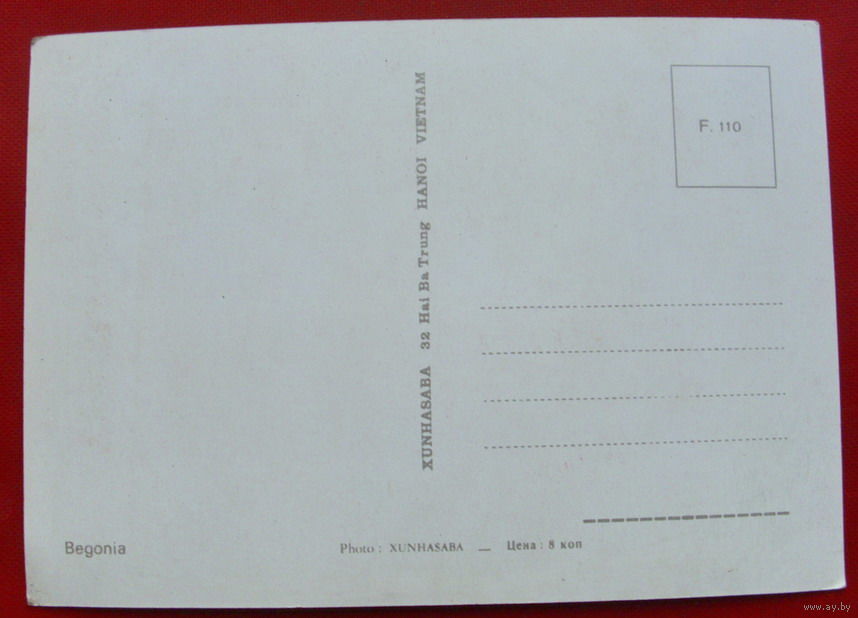 F. 110
XUNHASABA 32 Hai Ba Trung HANOI VIETNAM
Begonia
Photo : XUNHASABA — Цена : 8 коп
www.ay.by